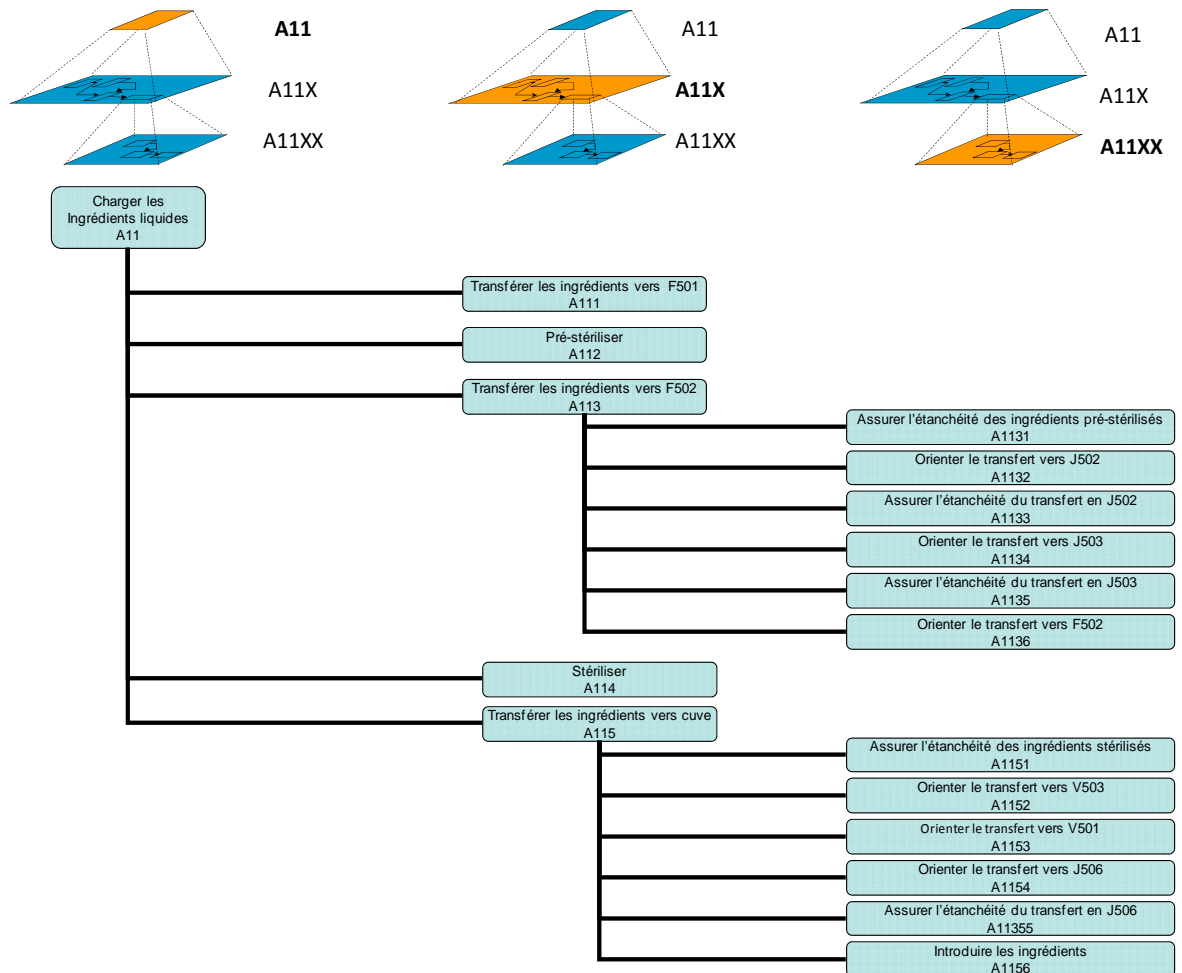 A11
A11X
A11XX
A11
A11X
A11XX
A11
A11X
A11XX
Charger les
Ingrédients liquides
A11
Transférer les ingrédients vers F501
A111
Pré-stériliser
A112
Transférer les ingrédients vers F502
A113
Assurer l'étanchéité des ingrédients pré-stérilisés
A1131
Orienter le transfert vers J502
A1132
Assurer l'étanchéité du transfert en J502
A1133
Orienter le transfert vers J503
A1134
Assurer l'étanchéité du transfert en J503
A1135
Orienter le transfert vers F502
A1136
Stériliser
A114
Transférer les ingrédients vers cuve
A115
Assurer l'étanchéité des ingrédients stérilisés
A1151
Orienter le transfert vers V503
A1152
Orienter le transfert vers V501
A1153
Orienter le transfert vers J506
A1154
Assurer l'étanchéité du transfert en J506
A11355
Introduire les ingrédients
A1156